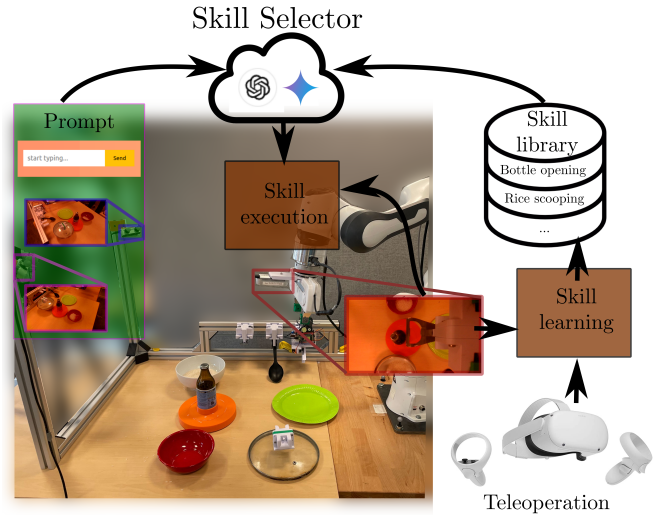 Skill Selector
Prompt
start typing...
Send
Skill
execution
Skill
library
Bottle opening
Rice scooping
...
Skill
learning
Teleoperation